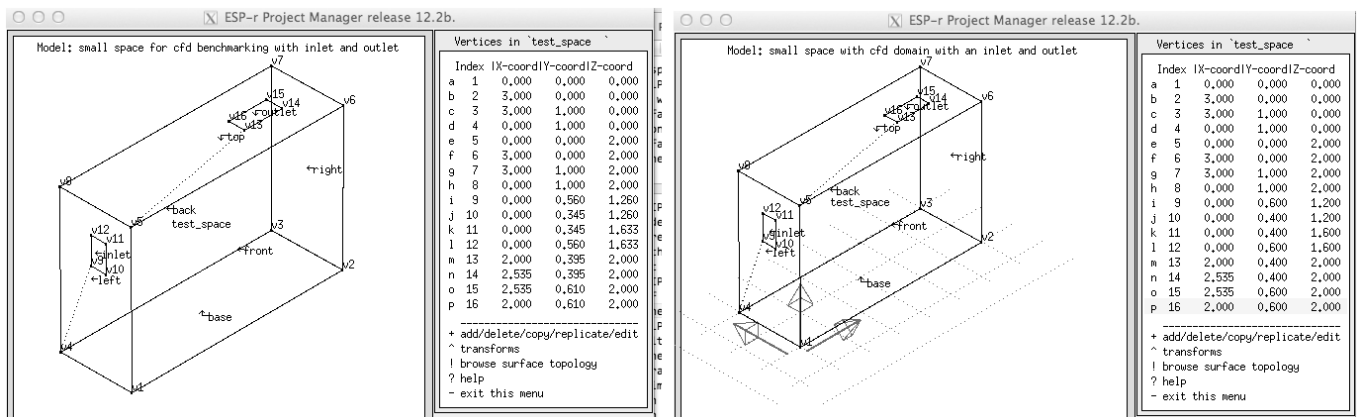 ESP-r Project Manager release 12.2b.
Model: small space for cfd benchmarking with inlet and outlet
v7
v15
v14
v6
v16
outlet
v13
top
right
v8
v5
back
test_space
v12
v11
v3
inlet
front
v9
v10
v2
left
base
v4
v1
Vertices in `test_space `
Index |X-coord|Y-coord|Z-coord
a 1 0.000 0.000 0.000
b 2 3.000 0.000 0.000
c 3 3.000 1.000 0.000
d 4 0.000 1.000 0.000
e 5 0.000 0.000 2.000
f 6 3.000 0.000 2.000
g 7 3.000 1.000 2.000
h 8 0.000 1.000 2.000
i 9 0.000 0.560 1.260
j 10 0.000 0.345 1.260
k 11 0.000 0.345 1.633
l 12 0.000 0.560 1.633
m 13 2.000 0.395 2.000
n 14 2.535 0.395 2.000
o 15 2.535 0.610 2.000
p 16 2.000 0.610 2.000
+ add/delete/copy/replicate/edit
^ transforms
! browse surface topology
? help
- exit this menu
ESP-r Project Manager release 12.2b.
Model: small space with cfd domain with an inlet and outlet
v7
v15
v14
v6
v16
outlet
v13
top
right
v8
v5
back
test_space
v12
v11
v3
inlet
front
v9
v10
v2
left
base
v4
v1
Vertices in `test_space `
Index |X-coord|Y-coord|Z-coord
a 1 0.000 0.000 0.000
b 2 3.000 0.000 0.000
c 3 3.000 1.000 0.000
d 4 0.000 1.000 0.000
e 5 0.000 0.000 2.000
f 6 3.000 0.000 2.000
g 7 3.000 1.000 2.000
h 8 0.000 1.000 2.000
i 9 0.000 0.600 1.200
j 10 0.000 0.400 1.200
k 11 0.000 0.400 1.600
l 12 0.000 0.600 1.600
m 13 2.000 0.400 2.000
n 14 2.535 0.400 2.000
o 15 2.535 0.600 2.000
p 16 2.000 0.600 2.000
+ add/delete/copy/replicate/edit
^ transforms
! browse surface topology
? help
- exit this menu